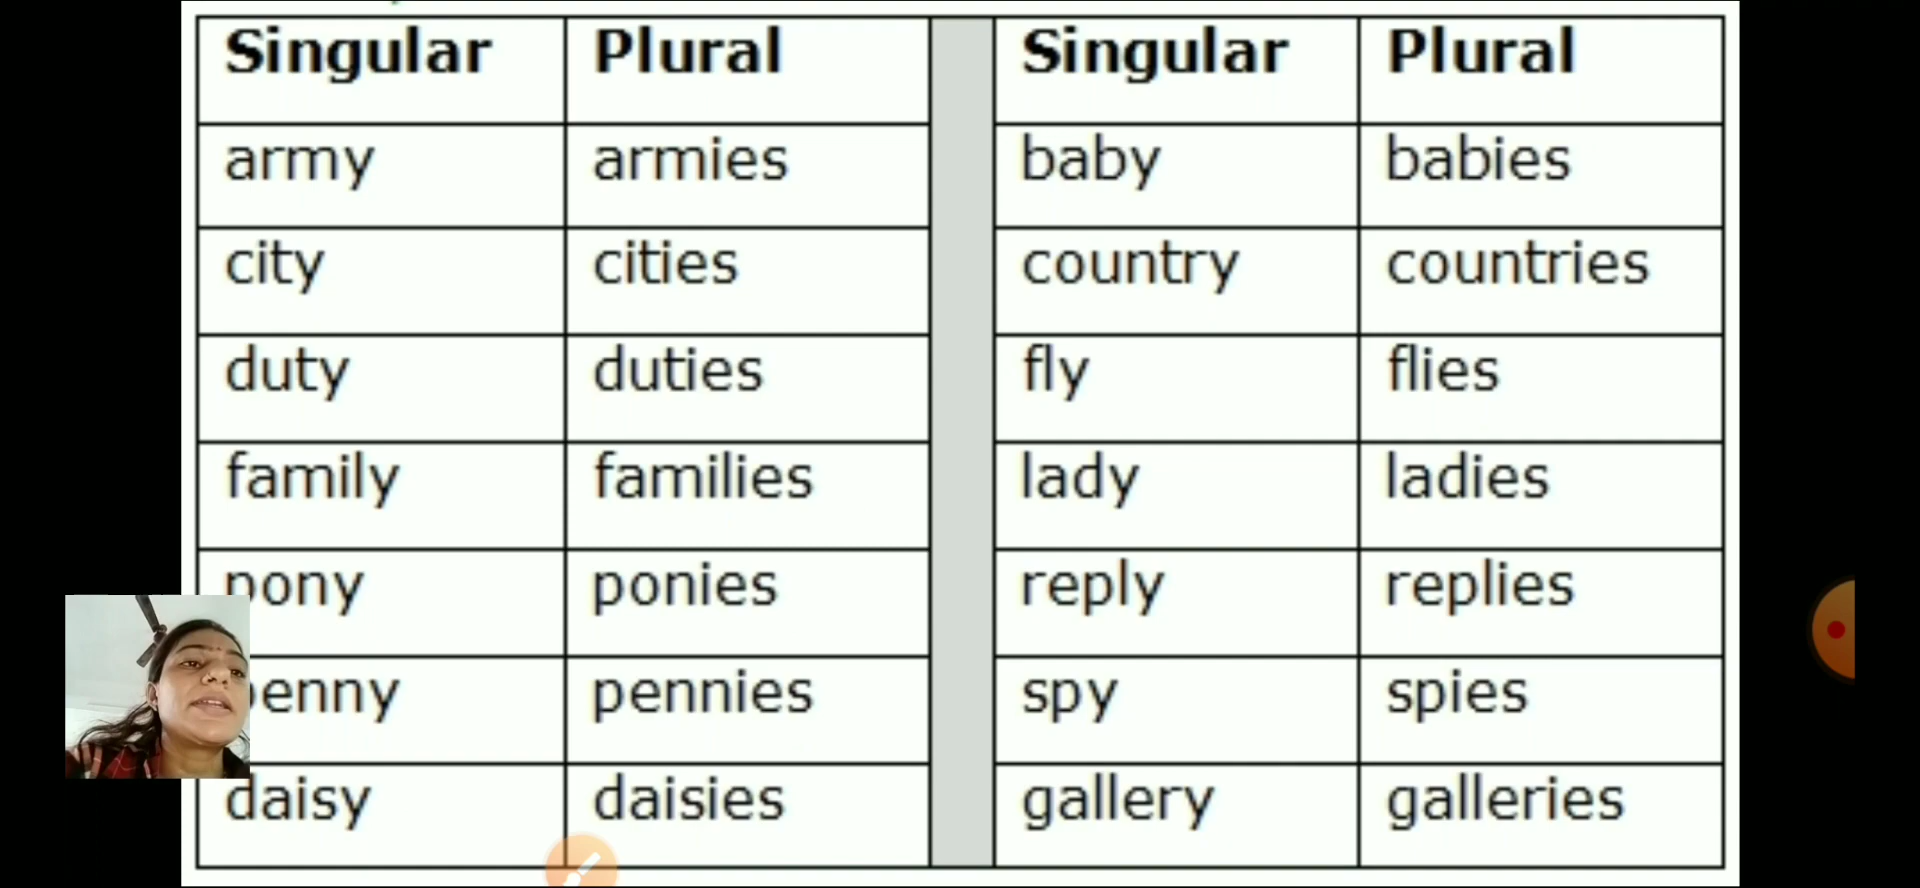 Singular Plural Singular Plural
army armies baby babies
city cities country countries
duty duties fly flies
family families lady ladies
pony ponies reply replies
penny pennies spy spies
daisy daisies gallery galleries